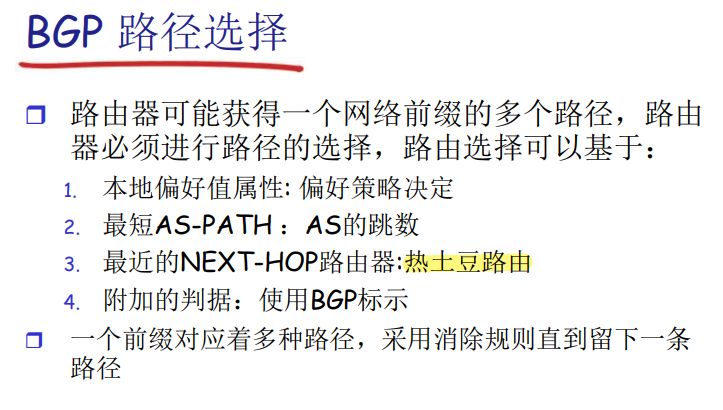 BGP 路径选择
路由器可能获得一个网络前缀的多个路径，路由
器必须进行路径的选择，路由选择可以基于：
1. 本地偏好值属性: 偏好策略决定
2. 最短AS-PATH ：AS的跳数
3. 最近的NEXT-HOP路由器:热土豆路由
4. 附加的判据：使用BGP标示
一个前缀对应着多种路径，采用消除规则直到留下一条
路径